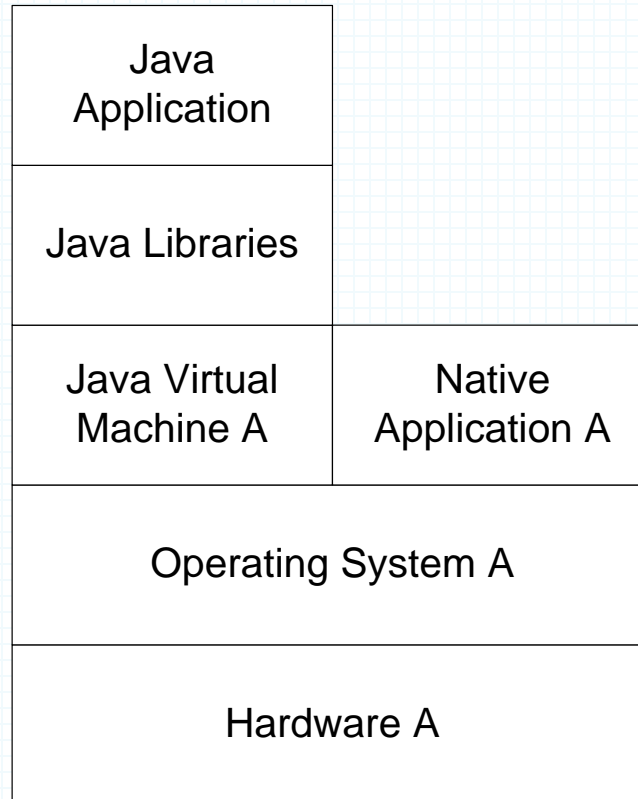 Java
Application
Java Libraries
Java Virtual
Machine A
Native
Application A
Operating System A
Hardware A